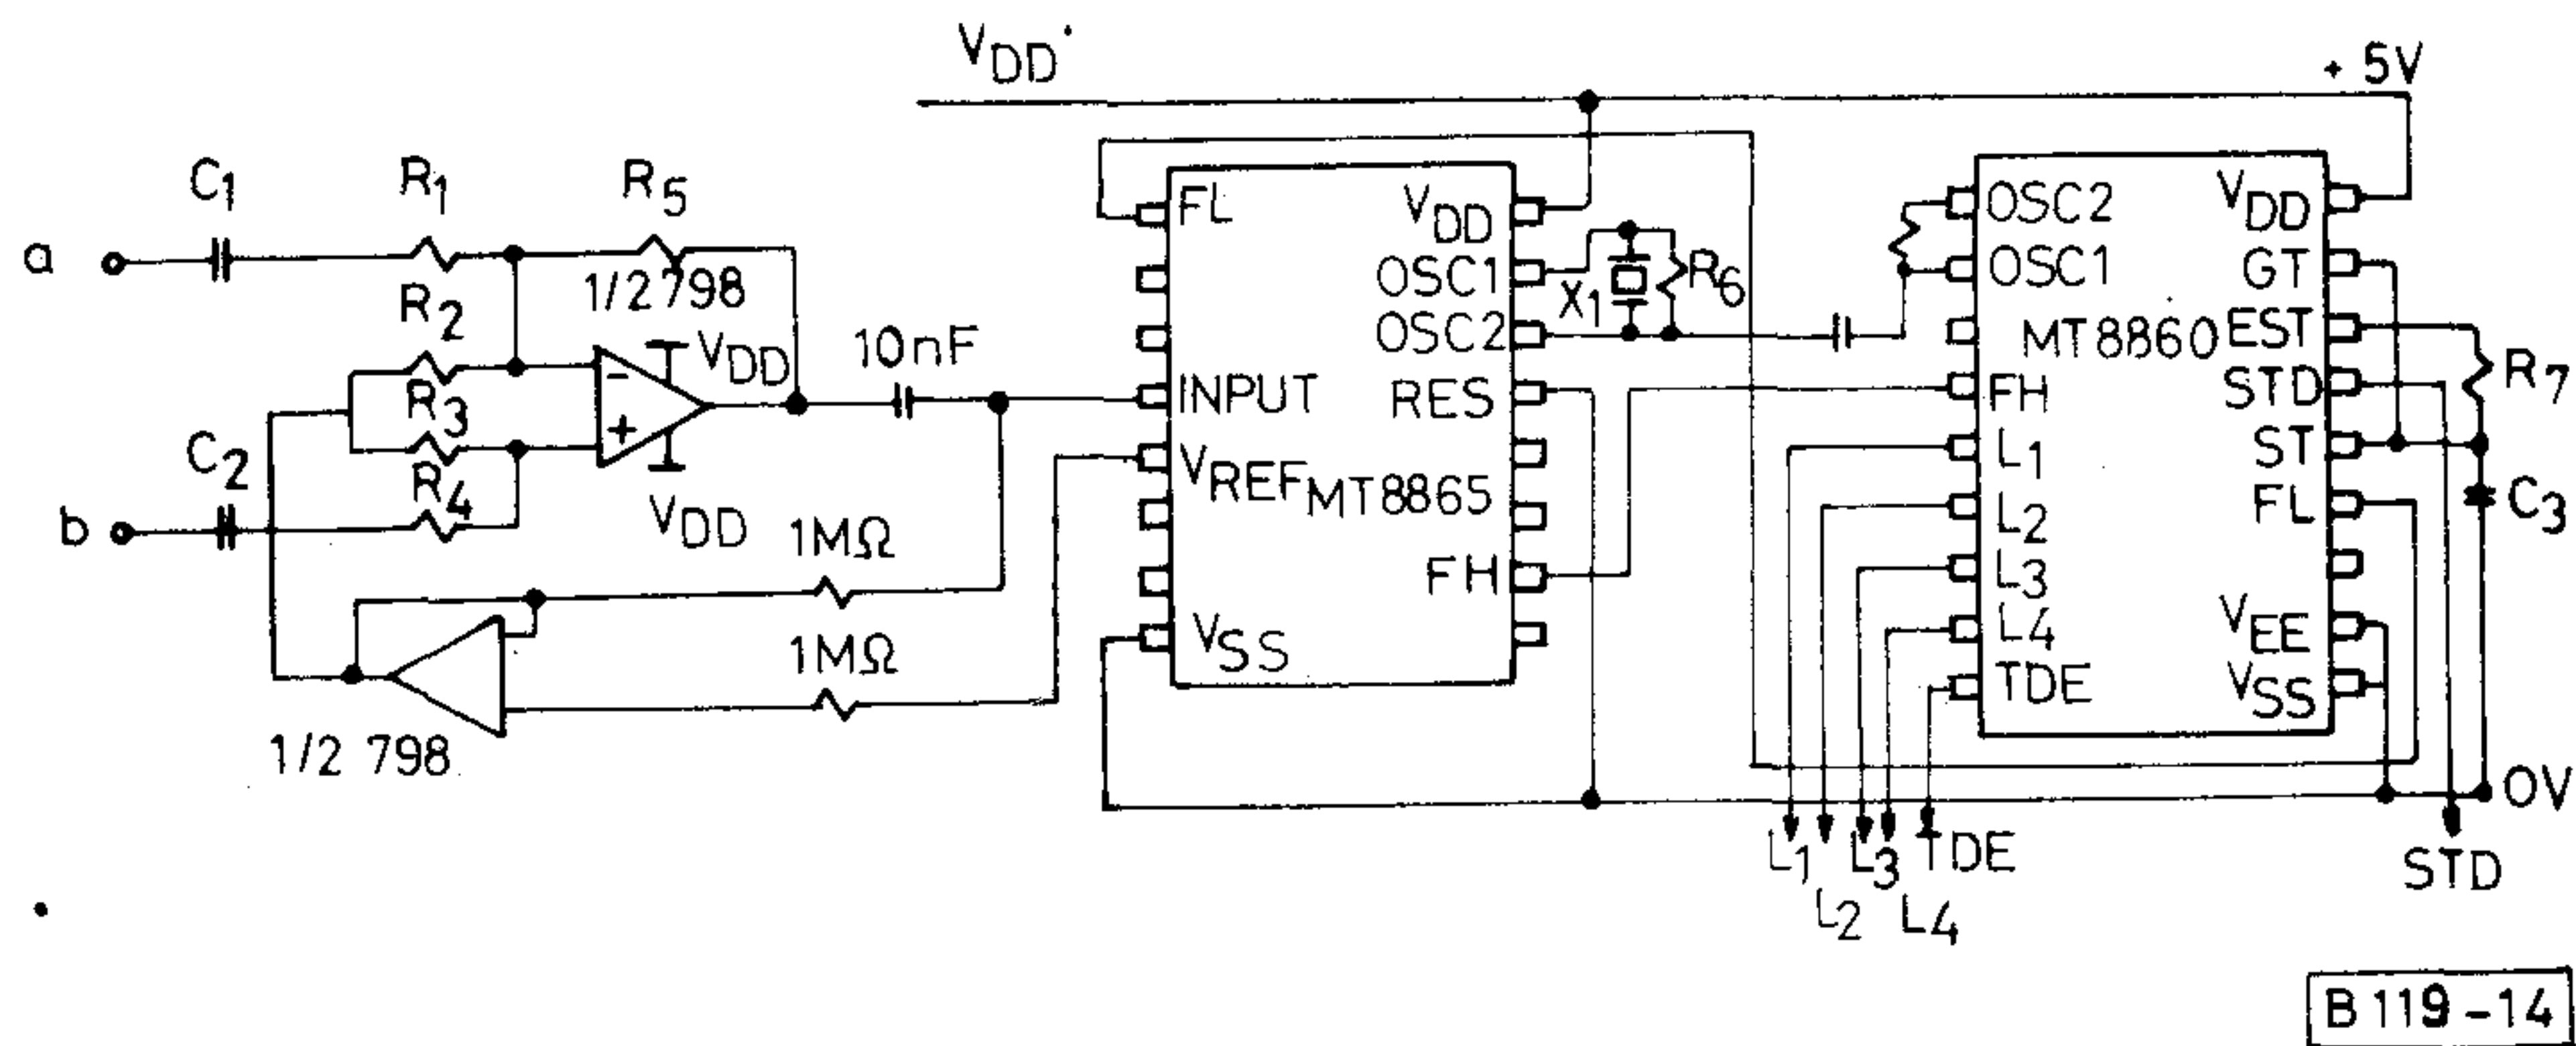 VDD
+ 5V
C1
R1
R5
a
1/2 798
R2
VDD
10nF
R3
C2
R4
VDD
b
1MΩ
1MΩ
1/2 798
FL
VDD
OSC1
OSC2
INPUT
RES
VREF
MT8865
FH
VSS
X1
R6
OSC2
VDD
OSC1
GT
MT8860
EST
FH
STD
L1
ST
L2
FL
L3
L4
VEE
TDE
VSS
R7
C3
0V
L1
L3
TDE
L2
L4
STD
B 119-14